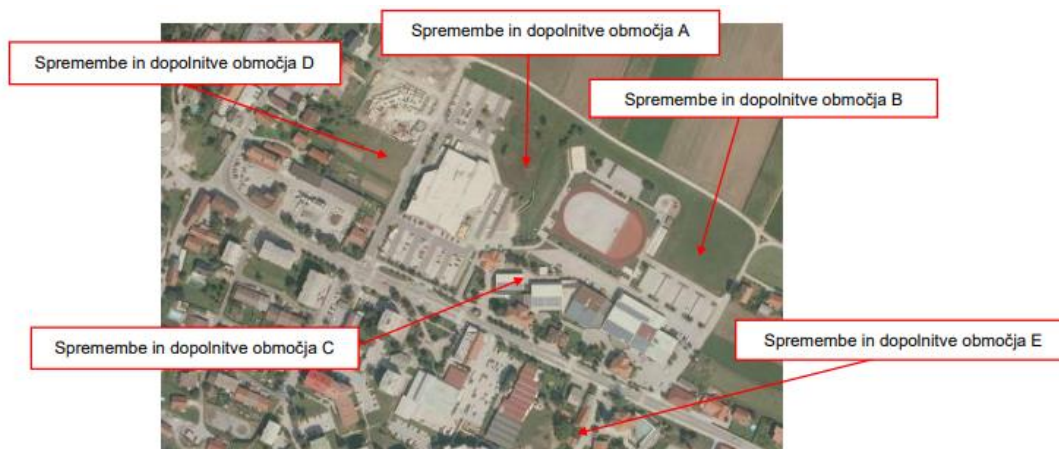 Spremembe in dopolnitve območja A
Spremembe in dopolnitve območja D
Spremembe in dopolnitve območja B
Spremembe in dopolnitve območja C
Spremembe in dopolnitve območja E